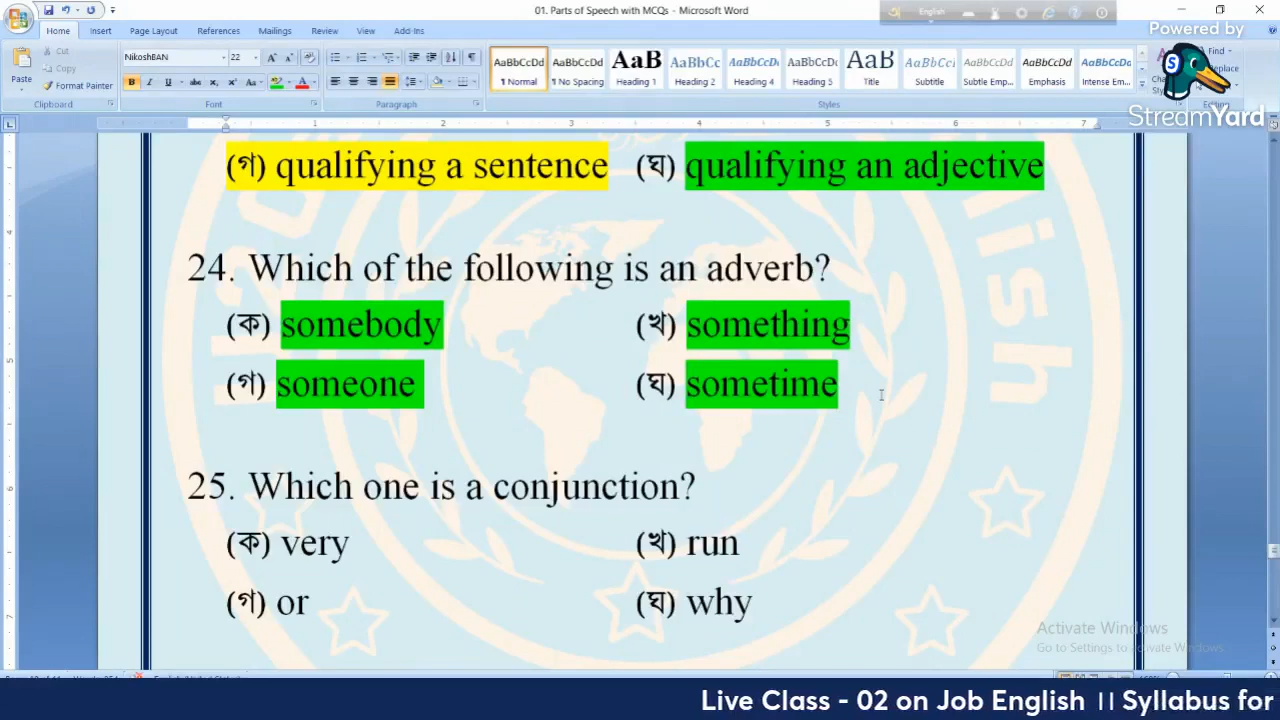 01. Parts of Speech with MCQs - Microsoft Word
English
Powered by
StreamYard
Home Insert Page Layout References Mailings Review View Add-Ins
Paste
Cut
Copy
Format Painter
Clipboard
NikoshBAN 22
Font
Paragraph
AaBbCcDd AaBbCcDd AaB AaBbCc AaBbCcD AaBbCcDd AaB AaBbCcI AaBbCcDd AaBbCcDd AaBbCcDd
¶ Normal ¶ No Spacing Heading 1 Heading 2 Heading 4 Heading 5 Title Subtitle Subtle Emp... Emphasis Intense Em...
Styles
Find
Editing
(গ) qualifying a sentence (ঘ) qualifying an adjective
24. Which of the following is an adverb?
(ক) somebody (খ) something
(গ) someone (ঘ) sometime
25. Which one is a conjunction?
(ক) very (খ) run
(গ) or (ঘ) why
Activate Windows
Go to Settings to activate Windows.
Live Class - 02 on Job English ।। Syllabus for